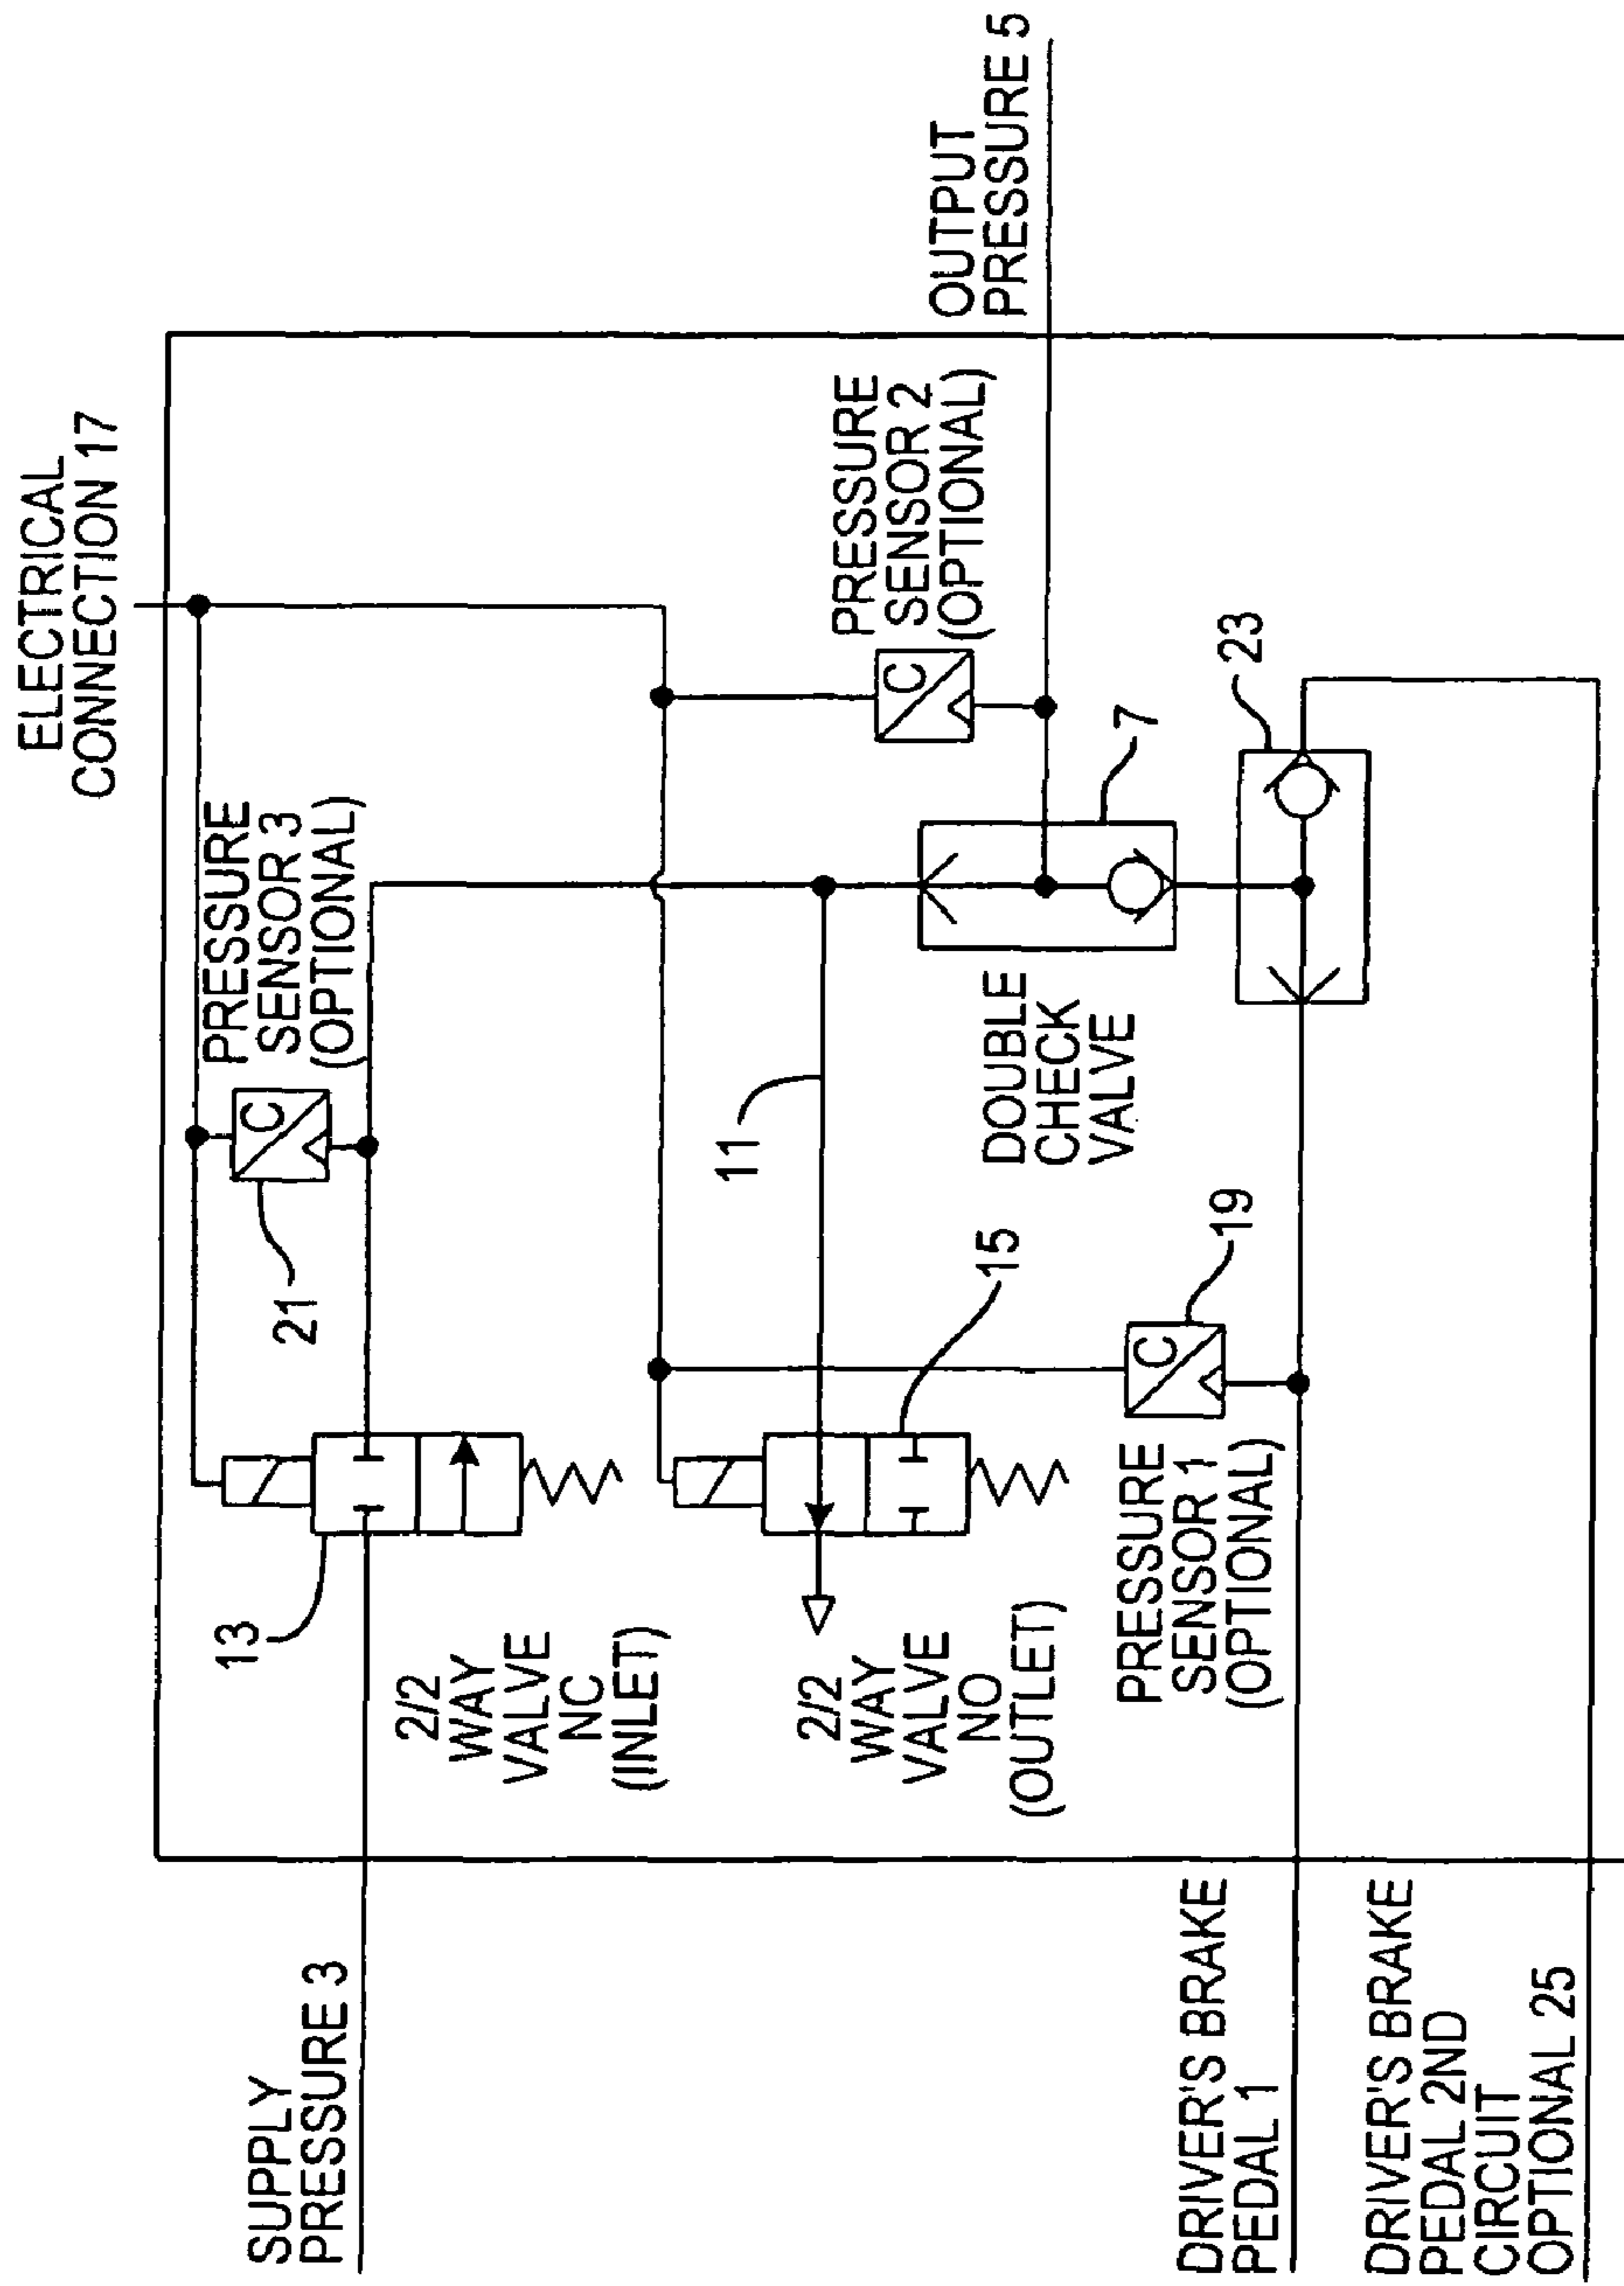 ELECTRICAL
CONNECTION 17
SUPPLY
PRESSURE 3
13
2/2
WAY
VALVE
NC
(INLET)
21
PRESSURE
SENSOR 3
(OPTIONAL)
C
2/2
WAY
VALVE
NO
(OUTLET)
15
11
PRESSURE
SENSOR 2
(OPTIONAL)
C
OUTPUT
PRESSURE 5
DOUBLE
CHECK
VALVE
7
PRESSURE
SENSOR 1
(OPTIONAL)
C
19
23
DRIVER'S BRAKE
PEDAL 1
DRIVER'S BRAKE
PEDAL 2ND
CIRCUIT
OPTIONAL 25